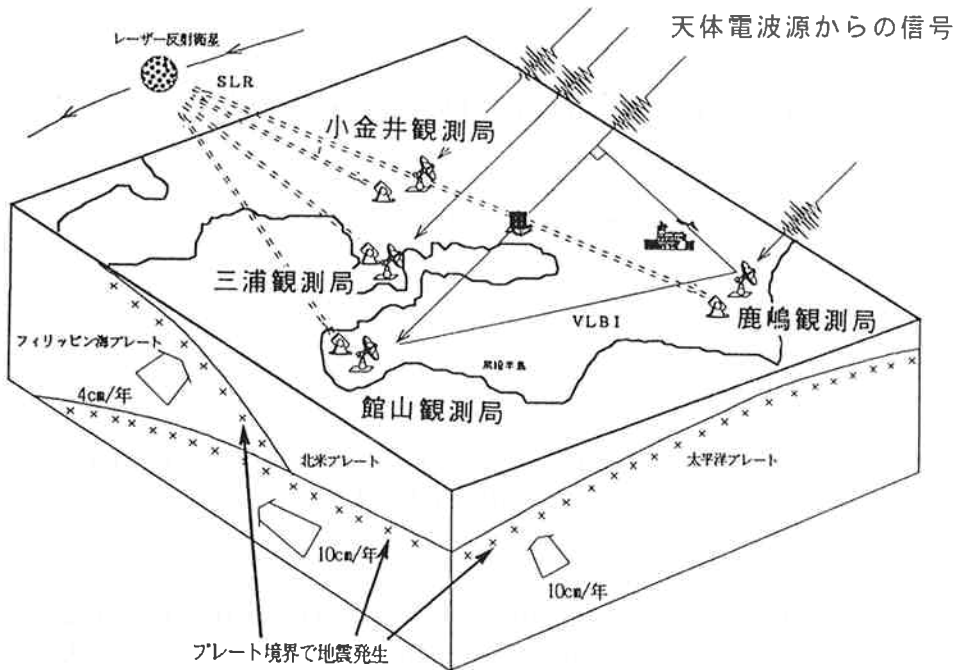 天体電波源からの信号
レーザー反射衛星
SLR
小金井観測局
三浦観測局
VLBI
鹿嶋観測局
フィリッピン海プレート
房総半島
4cm/年
館山観測局
北米プレート
太平洋プレート
10cm/年
10cm/年
プレート境界で地震発生